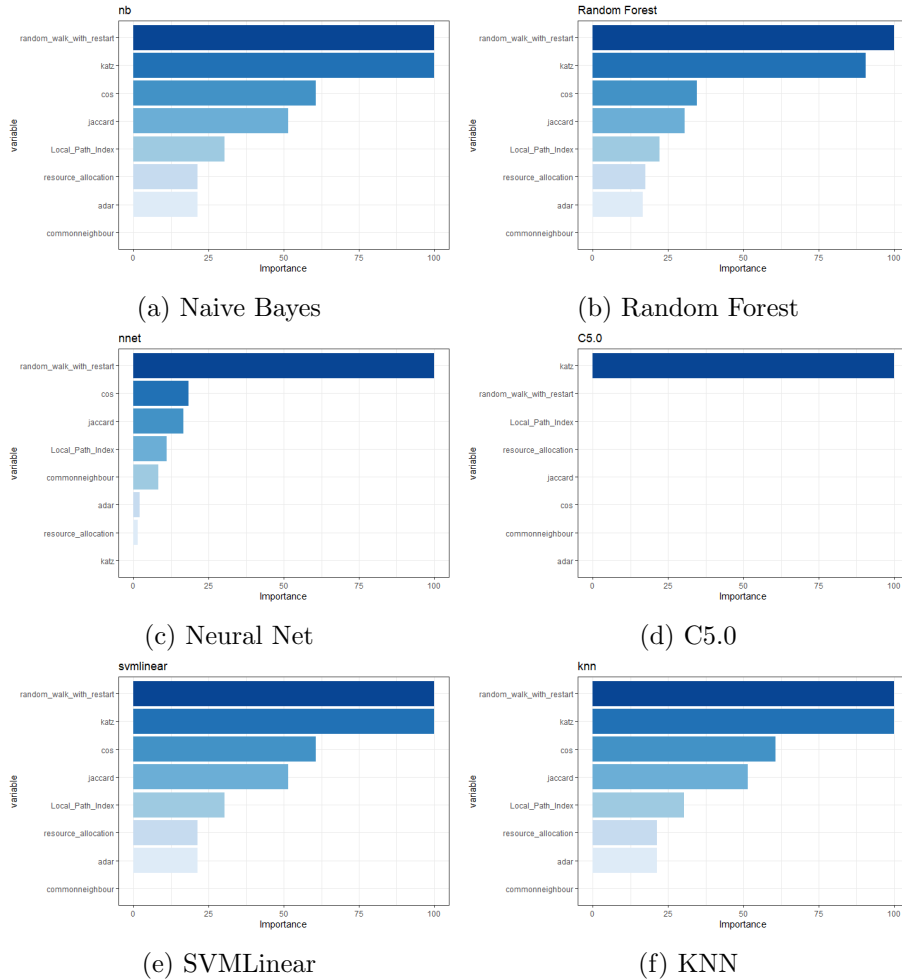 nb
random_walk_with_restart
katz
cos
jaccard
Local_Path_Index
resource_allocation
adar
commonneighbour
variable
0 25 50 75 100
Importance
(a) Naive Bayes
Random Forest
random_walk_with_restart
katz
cos
jaccard
Local_Path_Index
resource_allocation
adar
commonneighbour
variable
0 25 50 75 100
Importance
(b) Random Forest
nnet
random_walk_with_restart
cos
jaccard
Local_Path_Index
commonneighbour
adar
resource_allocation
katz
variable
0 25 50 75 100
Importance
(c) Neural Net
C5.0
katz
random_walk_with_restart
Local_Path_Index
resource_allocation
jaccard
cos
commonneighbour
adar
variable
0 25 50 75 100
Importance
(d) C5.0
svmlinear
random_walk_with_restart
katz
cos
jaccard
Local_Path_Index
resource_allocation
adar
commonneighbour
variable
0 25 50 75 100
Importance
(e) SVMLinear
knn
random_walk_with_restart
katz
cos
jaccard
Local_Path_Index
resource_allocation
adar
commonneighbour
variable
0 25 50 75 100
Importance
(f) KNN